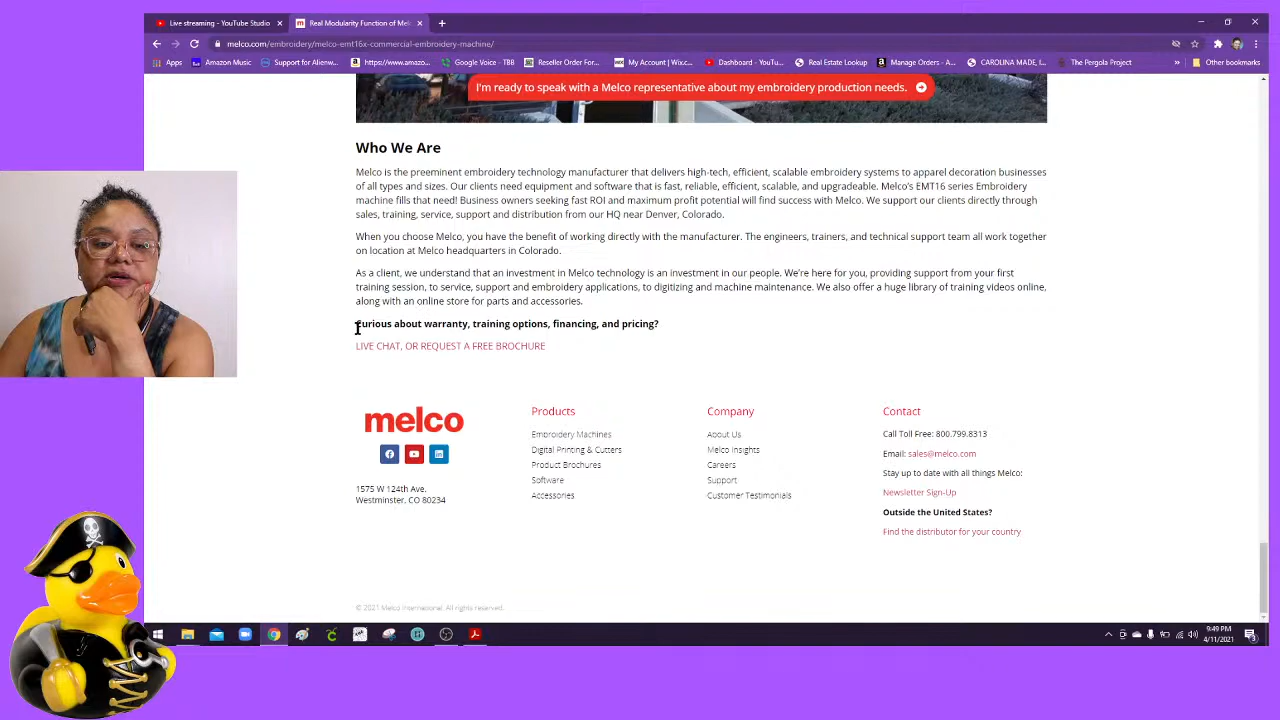 Live streaming - YouTube Studio
Real Modularity Function of Melc
melco.com/embroidery/melco-emt16x-commercial-embroidery-machine/
Apps
Amazon Music
Support for Alienw...
https://www.amazo...
Google Voice - TBB
Reseller Order For...
My Account | Wix.c...
Dashboard - YouTu...
Real Estate Lookup
Manage Orders - A...
CAROLINA MADE, I...
The Pergola Project
Other bookmarks
I'm ready to speak with a Melco representative about my embroidery production needs.
Who We Are
Melco is the preeminent embroidery technology manufacturer that delivers high-tech, efficient, scalable embroidery systems to apparel decoration businesses
of all types and sizes. Our clients need equipment and software that is fast, reliable, efficient, scalable, and upgradeable. Melco's EMT16 series Embroidery
machine fills that need! Business owners seeking fast ROI and maximum profit potential will find success with Melco. We support our clients directly through
sales, training, service, support and distribution from our HQ near Denver, Colorado.
When you choose Melco, you have the benefit of working directly with the manufacturer. The engineers, trainers, and technical support team all work together
on location at Melco headquarters in Colorado.
As a client, we understand that an investment in Melco technology is an investment in our people. We're here for you, providing support from your first
training session, to service, support and embroidery applications, to digitizing and machine maintenance. We also offer a huge library of training videos online,
along with an online store for parts and accessories.
Curious about warranty, training options, financing, and pricing?
LIVE CHAT, OR REQUEST A FREE BROCHURE
melco
1575 W 124th Ave.
Westminster, CO 80234
Products
Embroidery Machines
Digital Printing & Cutters
Product Brochures
Software
Accessories
Company
About Us
Melco Insights
Careers
Support
Customer Testimonials
Contact
Call Toll Free: 800.799.8313
Email: sales@melco.com
Stay up to date with all things Melco:
Newsletter Sign-Up
Outside the United States?
Find the distributor for your country
© 2021 Melco International. All rights reserved.
9:49 PM
4/11/2021